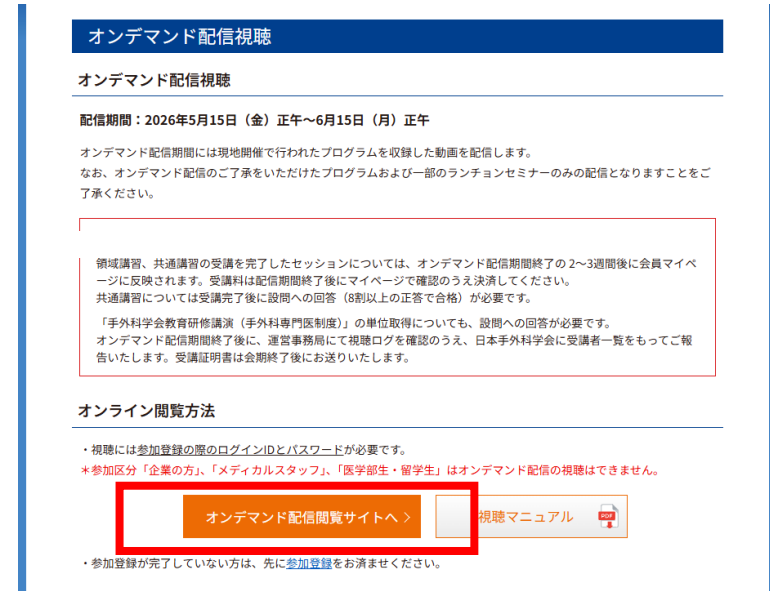 オンデマンド配信視聴
オンデマンド配信視聴
配信期間：2026年5月15日（金）正午～6月15日（月）正午
オンデマンド配信期間には現地開催で行われたプログラムを収録した動画を配信します。
なお、オンデマンド配信のご了承をいただけたプログラムおよび一部のランチョンセミナーのみの配信となりますことをご
了承ください。
領域講習、共通講習の受講を完了したセッションについては、オンデマンド配信期間終了の 2～3週間後に会員マイペ
ージに反映されます。受講料は配信期間終了後にマイページで確認のうえ決済してください。
共通講習については受講完了後に設問への回答（8割以上の正答で合格）が必要です。
「手外科学会教育研修講演（手外科専門医制度）」の単位取得についても、設問への回答が必要です。
オンデマンド配信期間終了後に、運営事務局にて視聴ログを確認のうえ、日本手外科学会に受講者一覧をもってご報
告いたします。受講証明書は会期終了後にお送りいたします。
オンライン閲覧方法
・視聴には参加登録の際のログインIDとパスワードが必要です。
＊参加区分「企業の方」、「メディカルスタッフ」、「医学部生・留学生」はオンデマンド配信の視聴はできません。
オンデマンド配信閲覧サイトへ >
視聴マニュアル PDF
・参加登録が完了していない方は、先に参加登録をお済ませください。